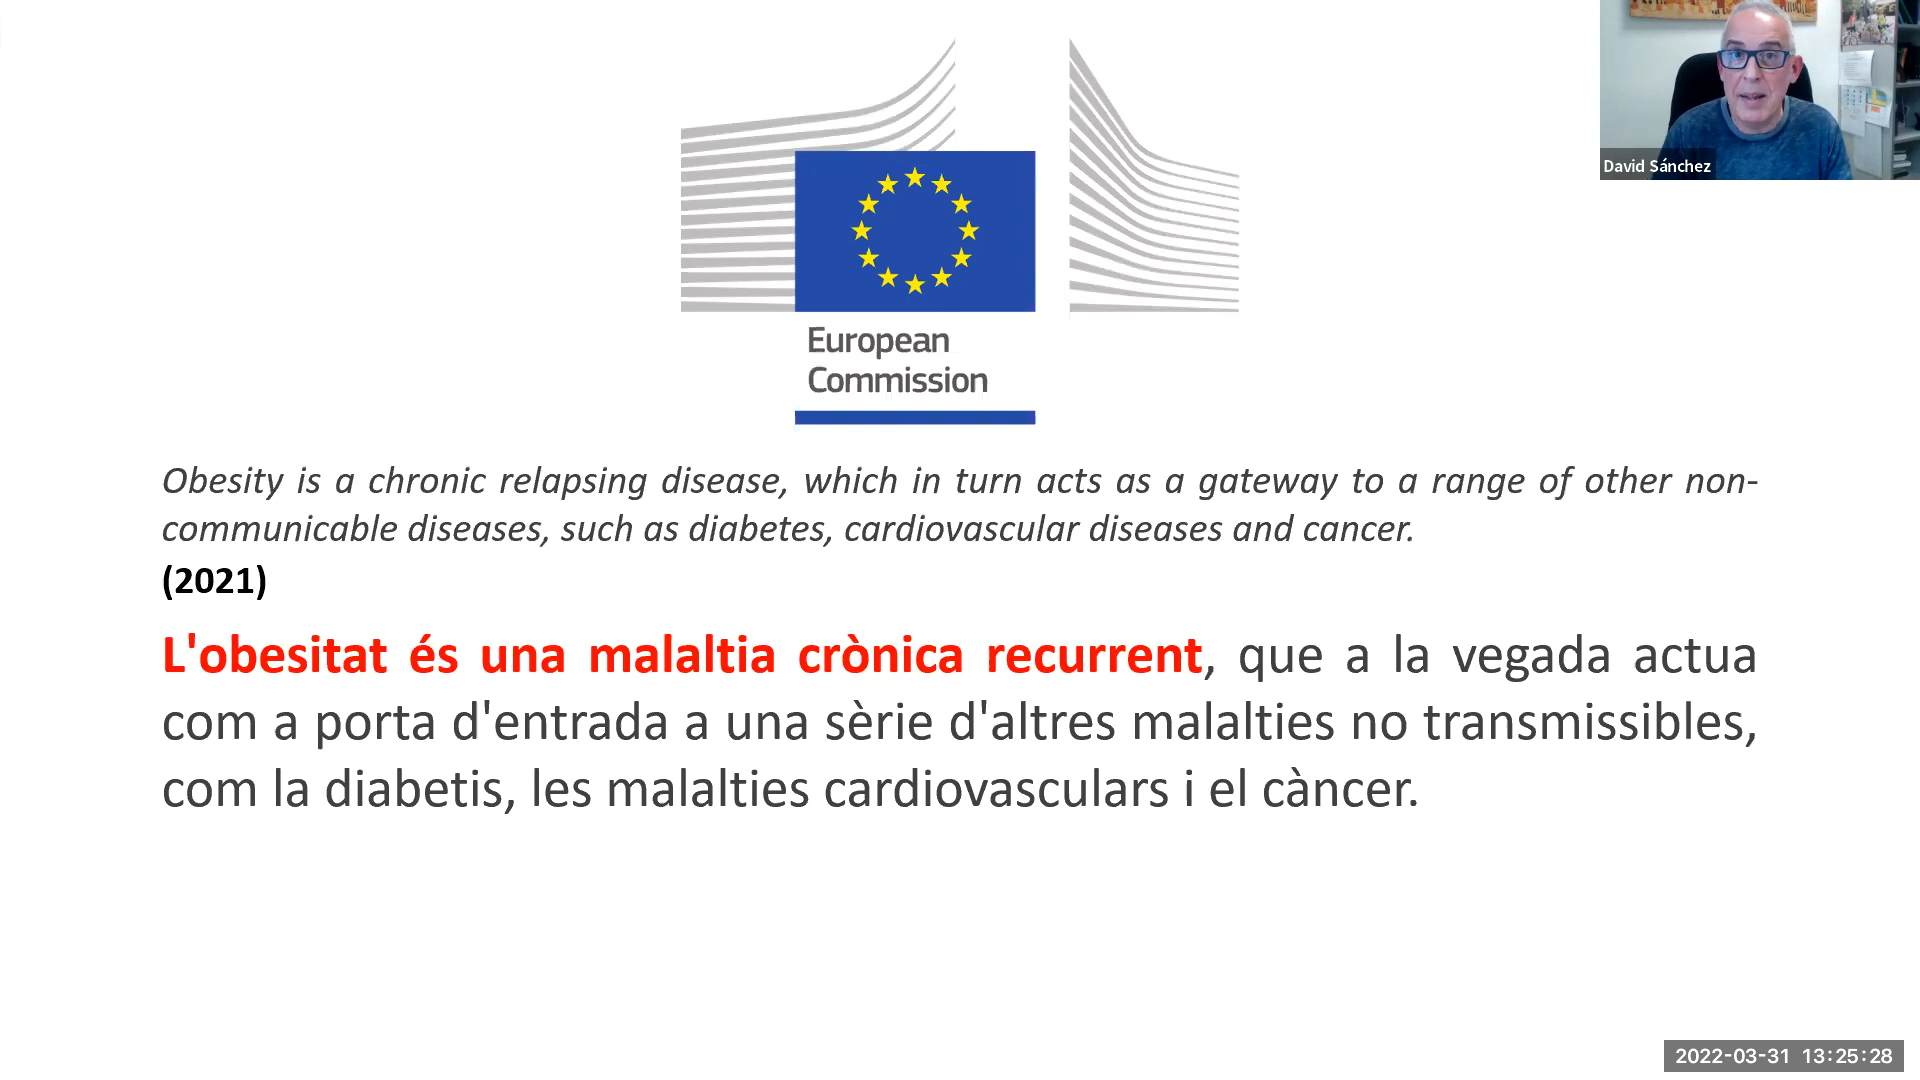 David Sánchez
European
Commission
Obesity is a chronic relapsing disease, which in turn acts as a gateway to a range of other non-
communicable diseases, such as diabetes, cardiovascular diseases and cancer.
(2021)
L'obesitat és una malaltia crònica recurrent, que a la vegada actua
com a porta d'entrada a una sèrie d'altres malalties no transmissibles,
com la diabetis, les malalties cardiovasculars i el càncer.
2022-03-31 13:25:28